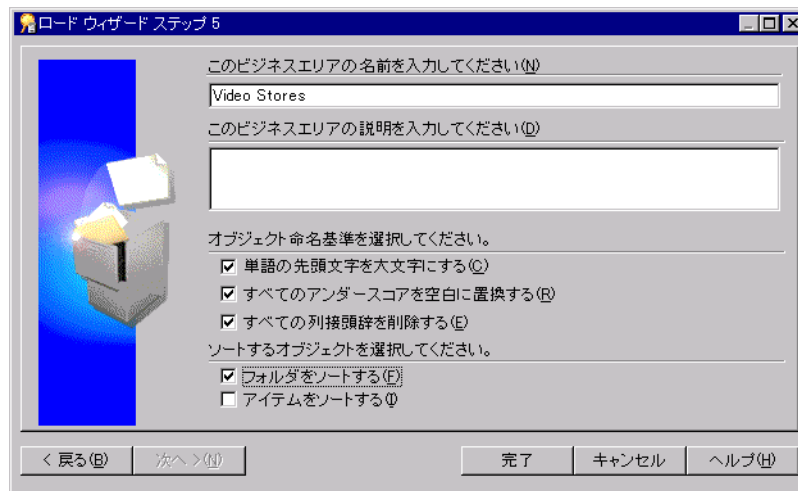 ロード ウィザード ステップ 5
このビジネスエリアの名前を入力してください(N)
Video Stores
このビジネスエリアの説明を入力してください(D)
オブジェクト命名基準を選択してください。
単語の先頭文字を大文字にする(C)
すべてのアンダースコアを空白に置換する(R)
すべての列接頭辞を削除する(E)
ソートするオブジェクトを選択してください。
フォルダをソートする(F)
アイテムをソートする(I)
< 戻る(B) 次へ >(N) 完了 キャンセル ヘルプ(H)